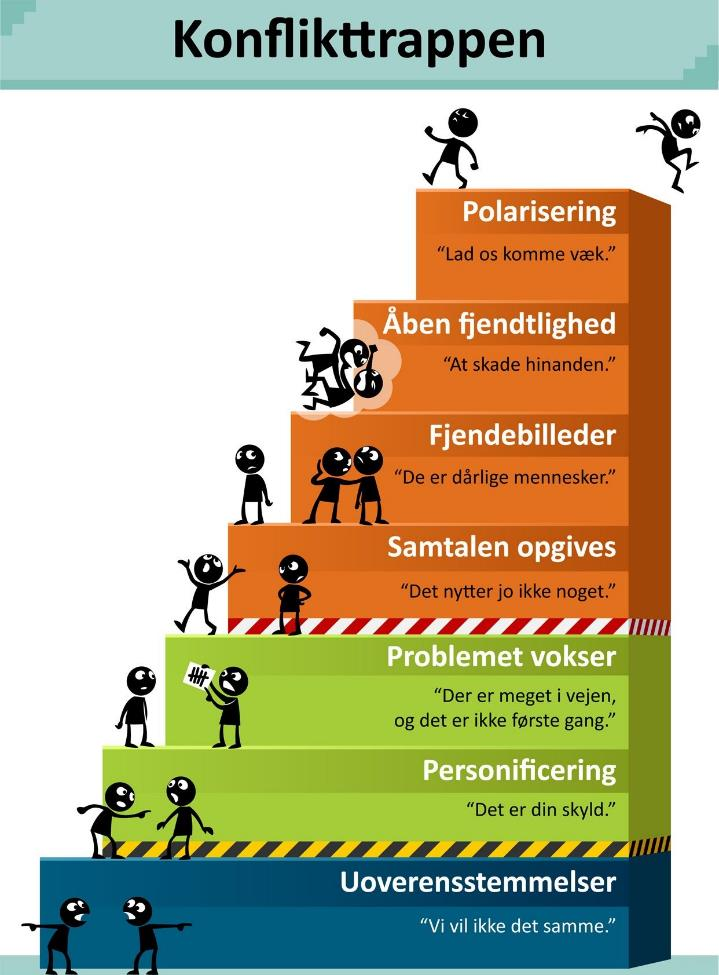 Konflikttrappen
Polarisering
“Lad os komme væk.”
Åben fjendtlighed
“At skade hinanden.”
Fjendebilleder
“De er dårlige mennesker.”
Samtalen opgives
“Det nytter jo ikke noget.”
Problemet vokser
“Der er meget i vejen,
og det er ikke første gang.”
Personificering
“Det er din skyld.”
Uoverensstemmelser
“Vi vil ikke det samme.”